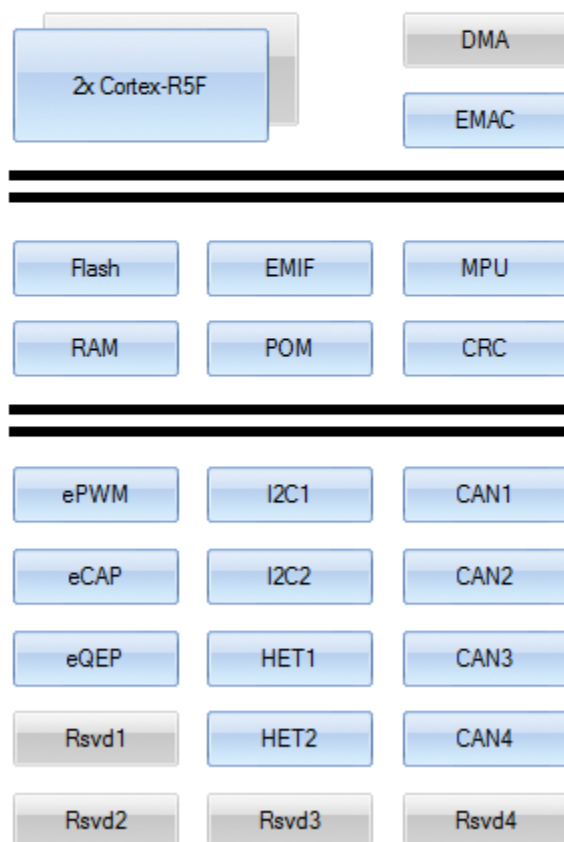 2x Cortex-R5F
DMA
EMAC
Flash EMIF MPU
RAM POM CRC
ePWM I2C1 CAN1
eCAP I2C2 CAN2
eQEP HET1 CAN3
Rsvd1 HET2 CAN4
Rsvd2 Rsvd3 Rsvd4